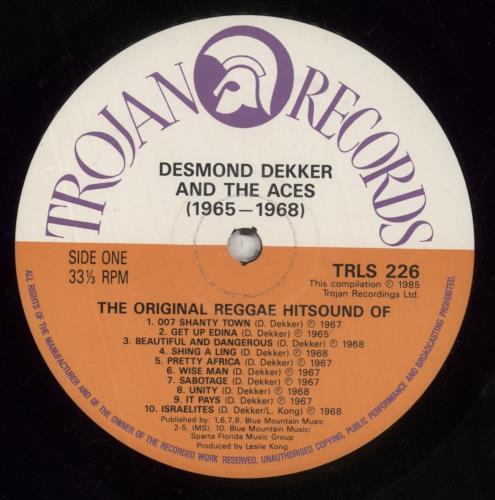 TROJAN RECORDS
DESMOND DEKKER
AND THE ACES
(1965—1968)
SIDE ONE
33⅓ RPM
TRLS 226
This compilation ℗ 1985
Trojan Recordings Ltd.
THE ORIGINAL REGGAE HITSOUND OF
1. 007 SHANTY TOWN (D. Dekker) ℗ 1967
2. GET UP EDINA (D. Dekker) ℗ 1965
3. BEAUTIFUL AND DANGEROUS (D. Dekker) ℗ 1968
4. SHING A LING (D. Dekker) ℗ 1968
5. PRETTY AFRICA (D. Dekker) ℗ 1967
6. WISE MAN (D. Dekker) ℗ 1967
7. SABOTAGE (D. Dekker) ℗ 1967
8. UNITY (D. Dekker) ℗ 1968
9. IT PAYS (D. Dekker) ℗ 1967
10. ISRAELITES (D. Dekker/L. Kong) ℗ 1968
Published by: 1,6,7,8. Blue Mountain Music
2-5. (MS). 10. Blue Mountain Music/
Sparta Florida Music Group
Produced by Leslie Kong
ALL RIGHTS OF THE MANUFACTURER AND OF THE OWNER OF THE RECORDED WORK RESERVED. UNAUTHORISED COPYING, PUBLIC PERFORMANCE AND BROADCASTING PROHIBITED.